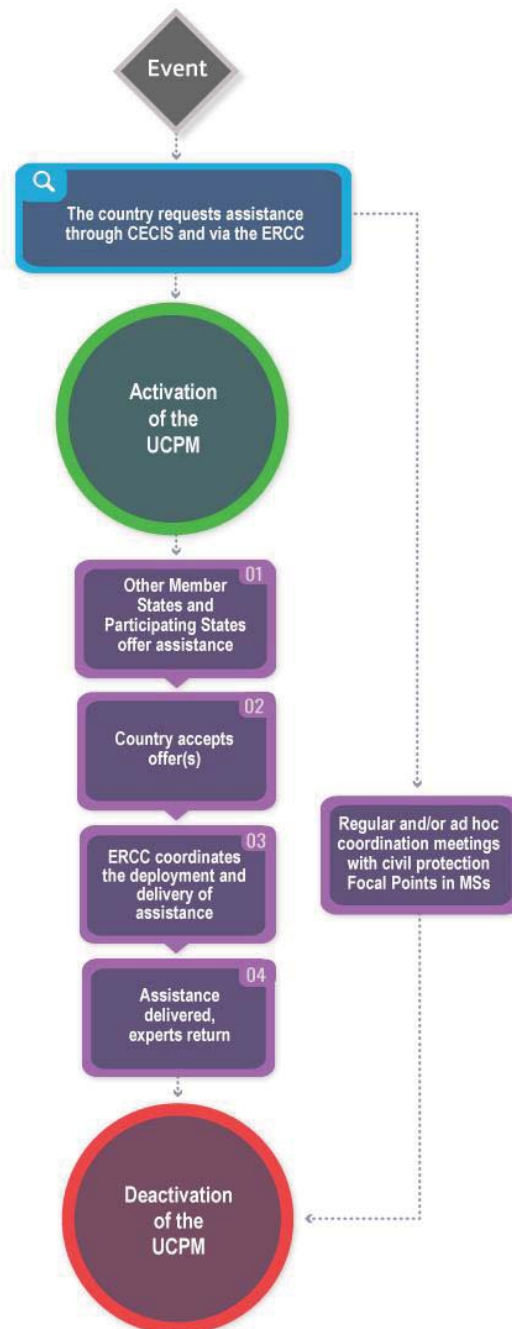 Event
The country requests assistance
through CECIS and via the ERCC
Activation
of the
UCPM
01
Other Member
States and
Participating States
offer assistance
02
Country accepts
offer(s)
03
ERCC coordinates
the deployment and
delivery of
assistance
04
Assistance
delivered,
experts return
Regular and/or ad hoc
coordination meetings
with civil protection
Focal Points in MSs
Deactivation
of the
UCPM